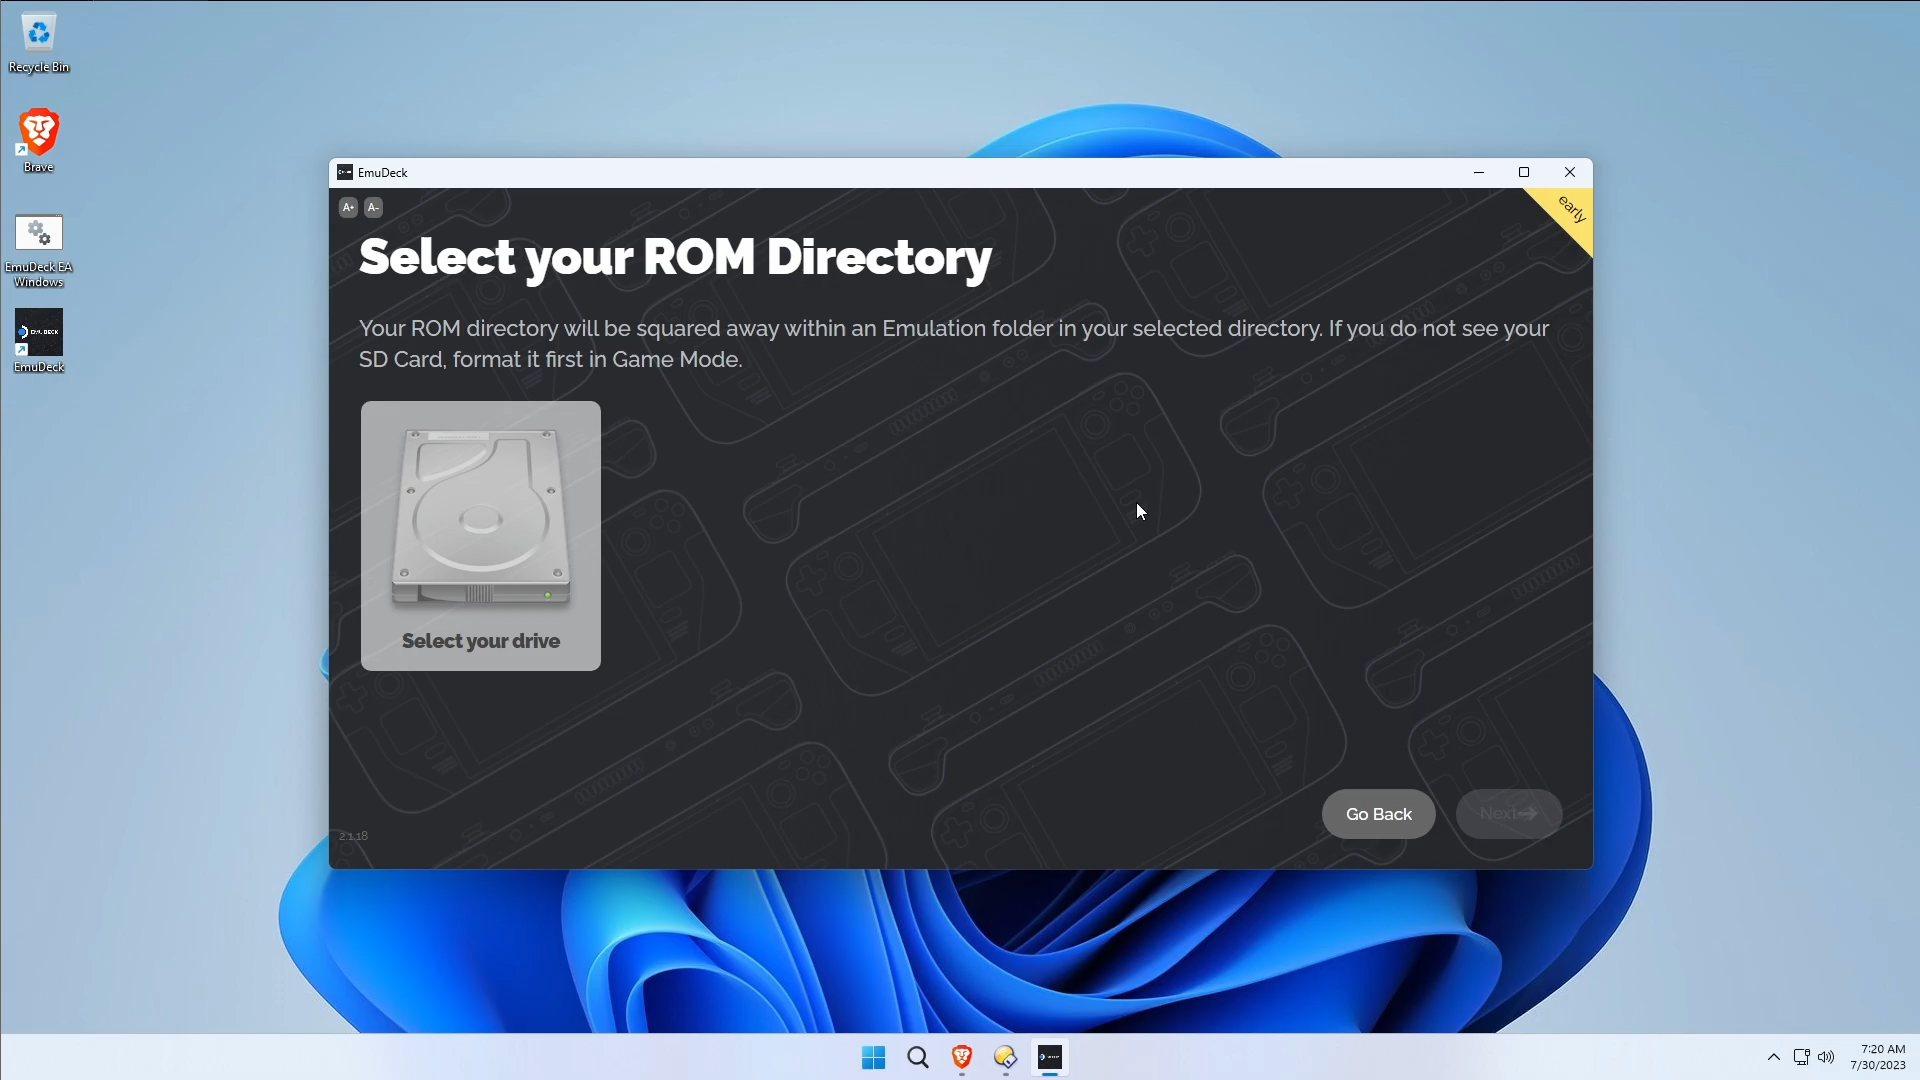 Recycle Bin
Brave
EmuDeck EA
Windows
EMU DECK
EmuDeck
EmuDeck
A+ A-
early
Select your ROM Directory
Your ROM directory will be squared away within an Emulation folder in your selected directory. If you do not see your
SD Card, format it first in Game Mode.
Select your drive
Go Back
Next
2.1.18
7:20 AM
7/30/2023